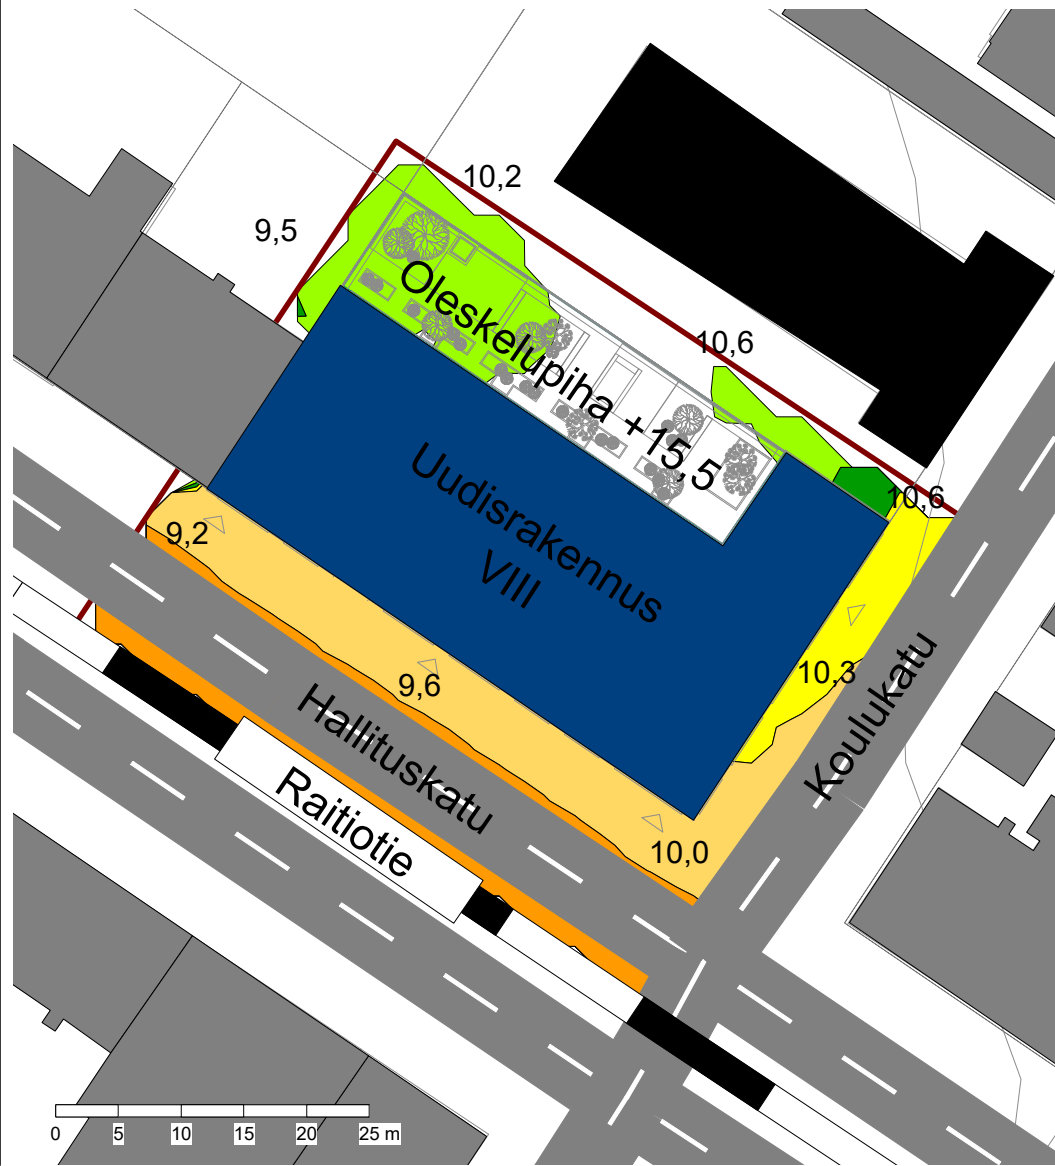 10,2
9,5
Oleskelupiha +15,5
10,6
10,6
Uudisrakennus
VIII
9,2
10,3
9,6
Hallituskatu
Koulukatu
Raitiotie
10,0
0 5 10 15 20 25 m